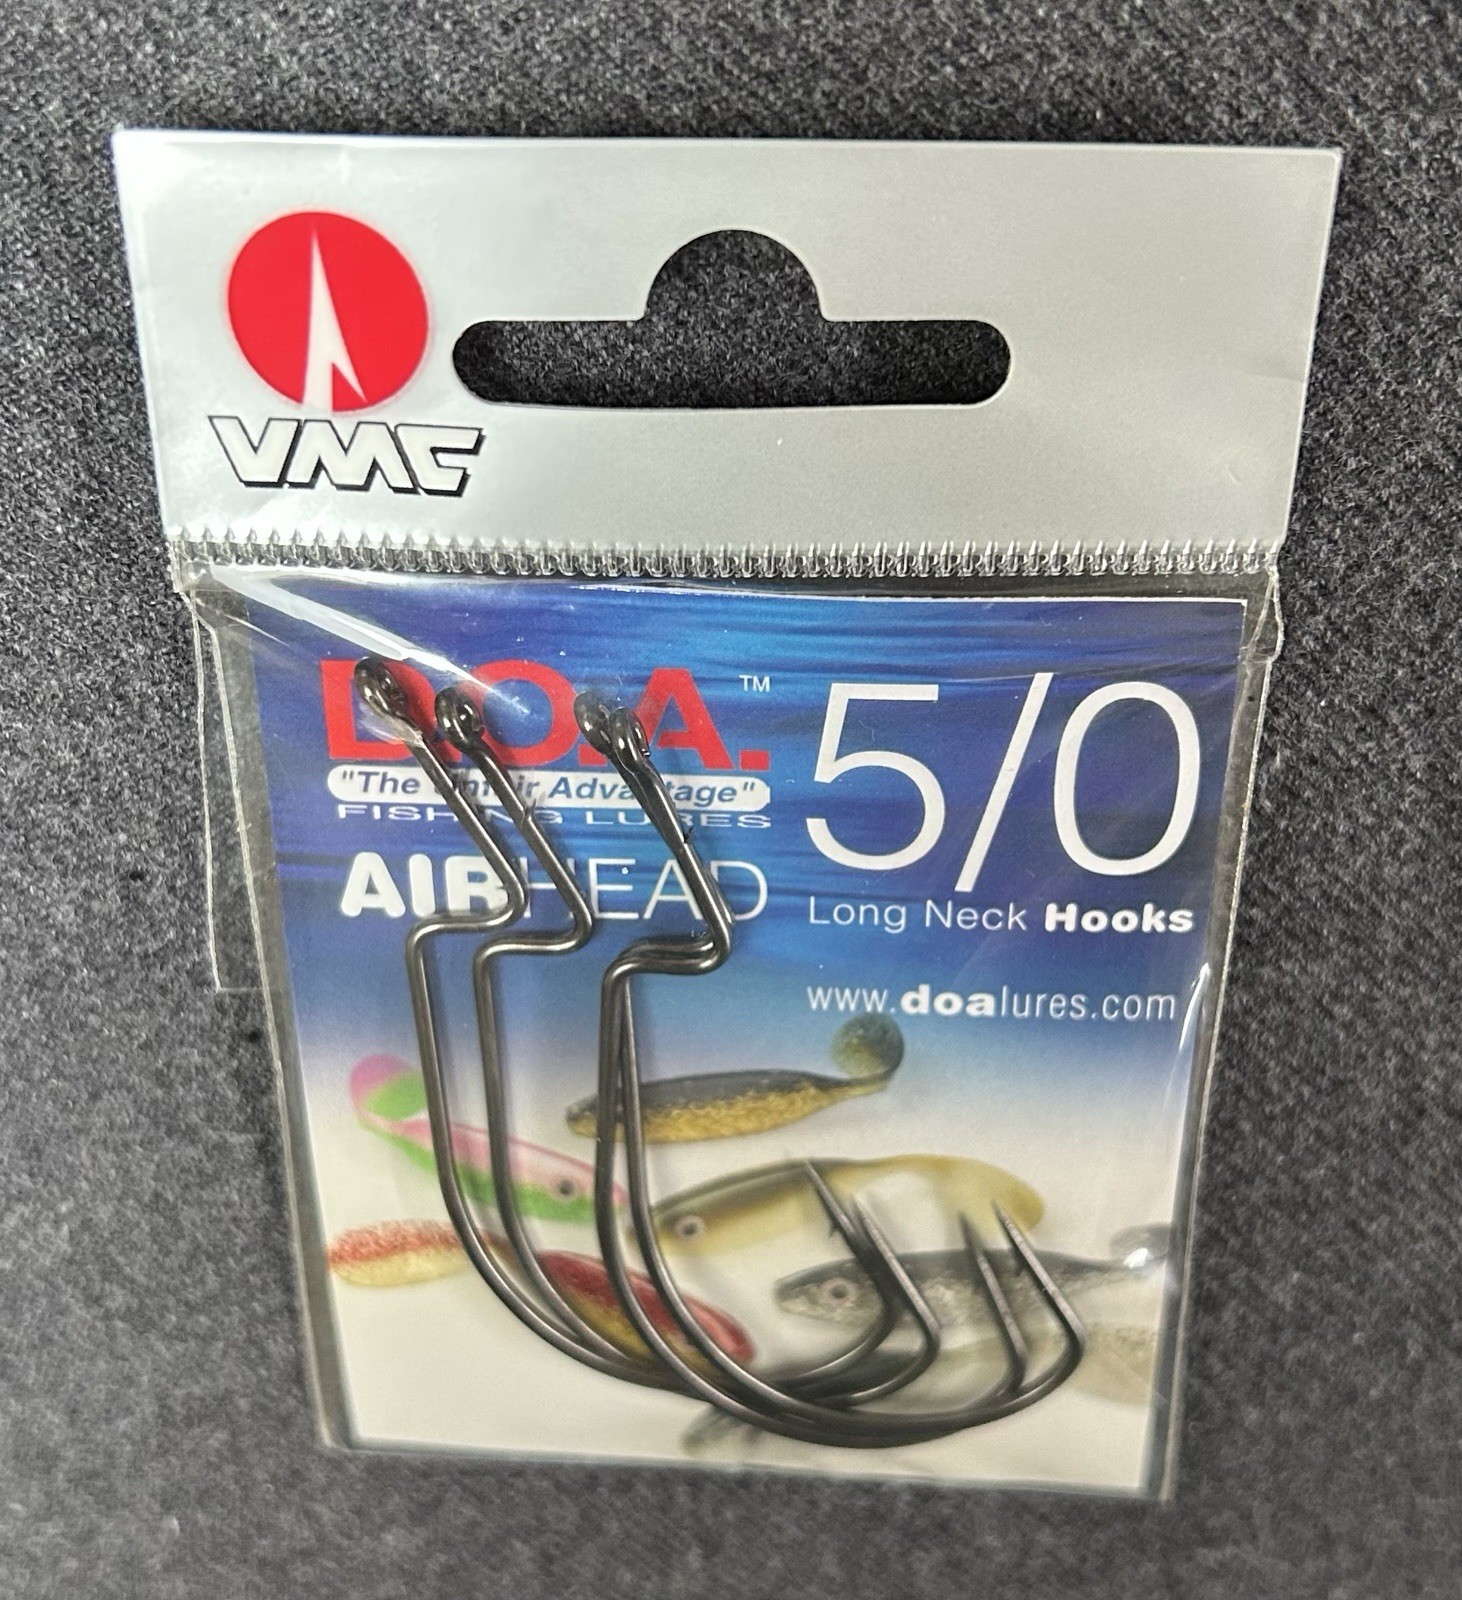 VMC
D.O.A.™
"The Unfair Advantage"
FISHING LURES
AIRHEAD
5/0
Long Neck Hooks
www.doalures.com